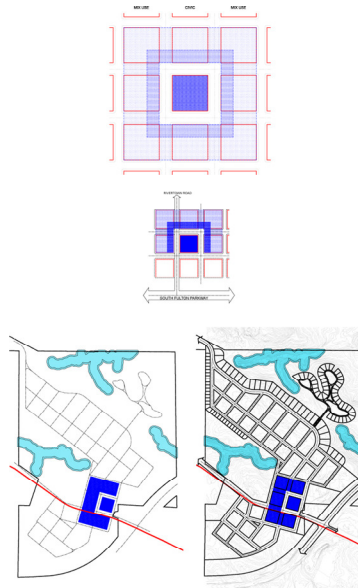 MIX USE CIVIC MIX USE
RIVERTOWN ROAD
SOUTH FULTON PARKWAY